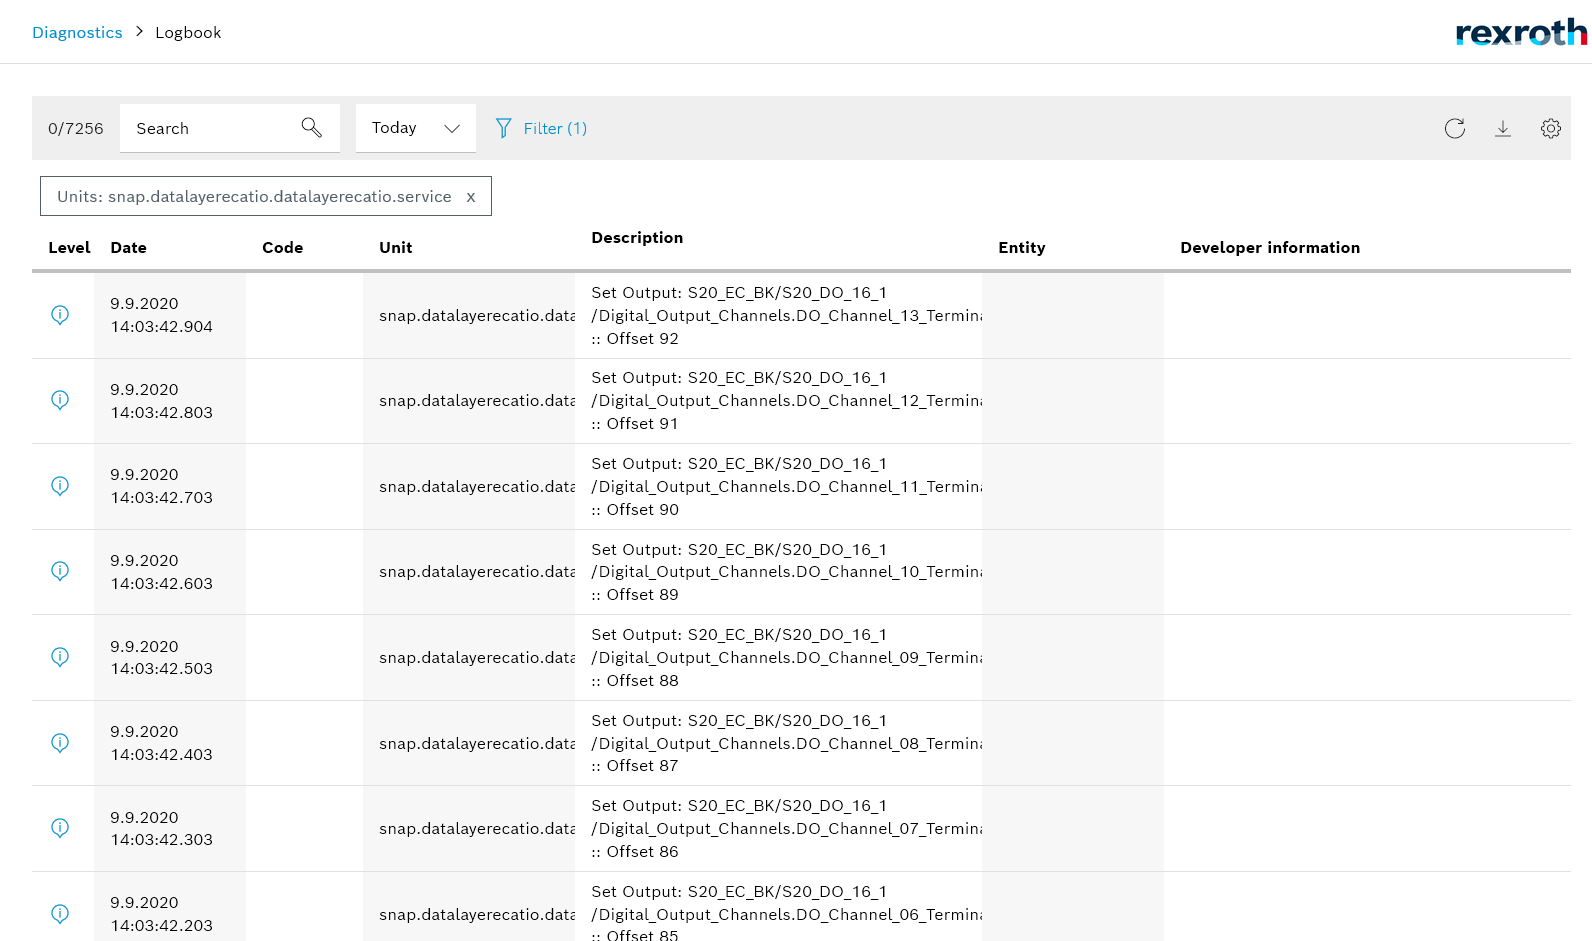 Diagnostics > Logbook
rexroth
0/7256 Search Today Filter (1)
Units: snap.datalayerecatio.datalayerecatio.service x
Level Date Code Unit Description Entity Developer information
9.9.2020
14:03:42.904
snap.datalayerecatio.data
Set Output: S20_EC_BK/S20_DO_16_1
/Digital_Output_Channels.DO_Channel_13_Termina
:: Offset 92
9.9.2020
14:03:42.803
snap.datalayerecatio.data
Set Output: S20_EC_BK/S20_DO_16_1
/Digital_Output_Channels.DO_Channel_12_Termina
:: Offset 91
9.9.2020
14:03:42.703
snap.datalayerecatio.data
Set Output: S20_EC_BK/S20_DO_16_1
/Digital_Output_Channels.DO_Channel_11_Termina
:: Offset 90
9.9.2020
14:03:42.603
snap.datalayerecatio.data
Set Output: S20_EC_BK/S20_DO_16_1
/Digital_Output_Channels.DO_Channel_10_Termina
:: Offset 89
9.9.2020
14:03:42.503
snap.datalayerecatio.data
Set Output: S20_EC_BK/S20_DO_16_1
/Digital_Output_Channels.DO_Channel_09_Termina
:: Offset 88
9.9.2020
14:03:42.403
snap.datalayerecatio.data
Set Output: S20_EC_BK/S20_DO_16_1
/Digital_Output_Channels.DO_Channel_08_Termina
:: Offset 87
9.9.2020
14:03:42.303
snap.datalayerecatio.data
Set Output: S20_EC_BK/S20_DO_16_1
/Digital_Output_Channels.DO_Channel_07_Termina
:: Offset 86
9.9.2020
14:03:42.203
snap.datalayerecatio.data
Set Output: S20_EC_BK/S20_DO_16_1
/Digital_Output_Channels.DO_Channel_06_Termina
:: Offset 85